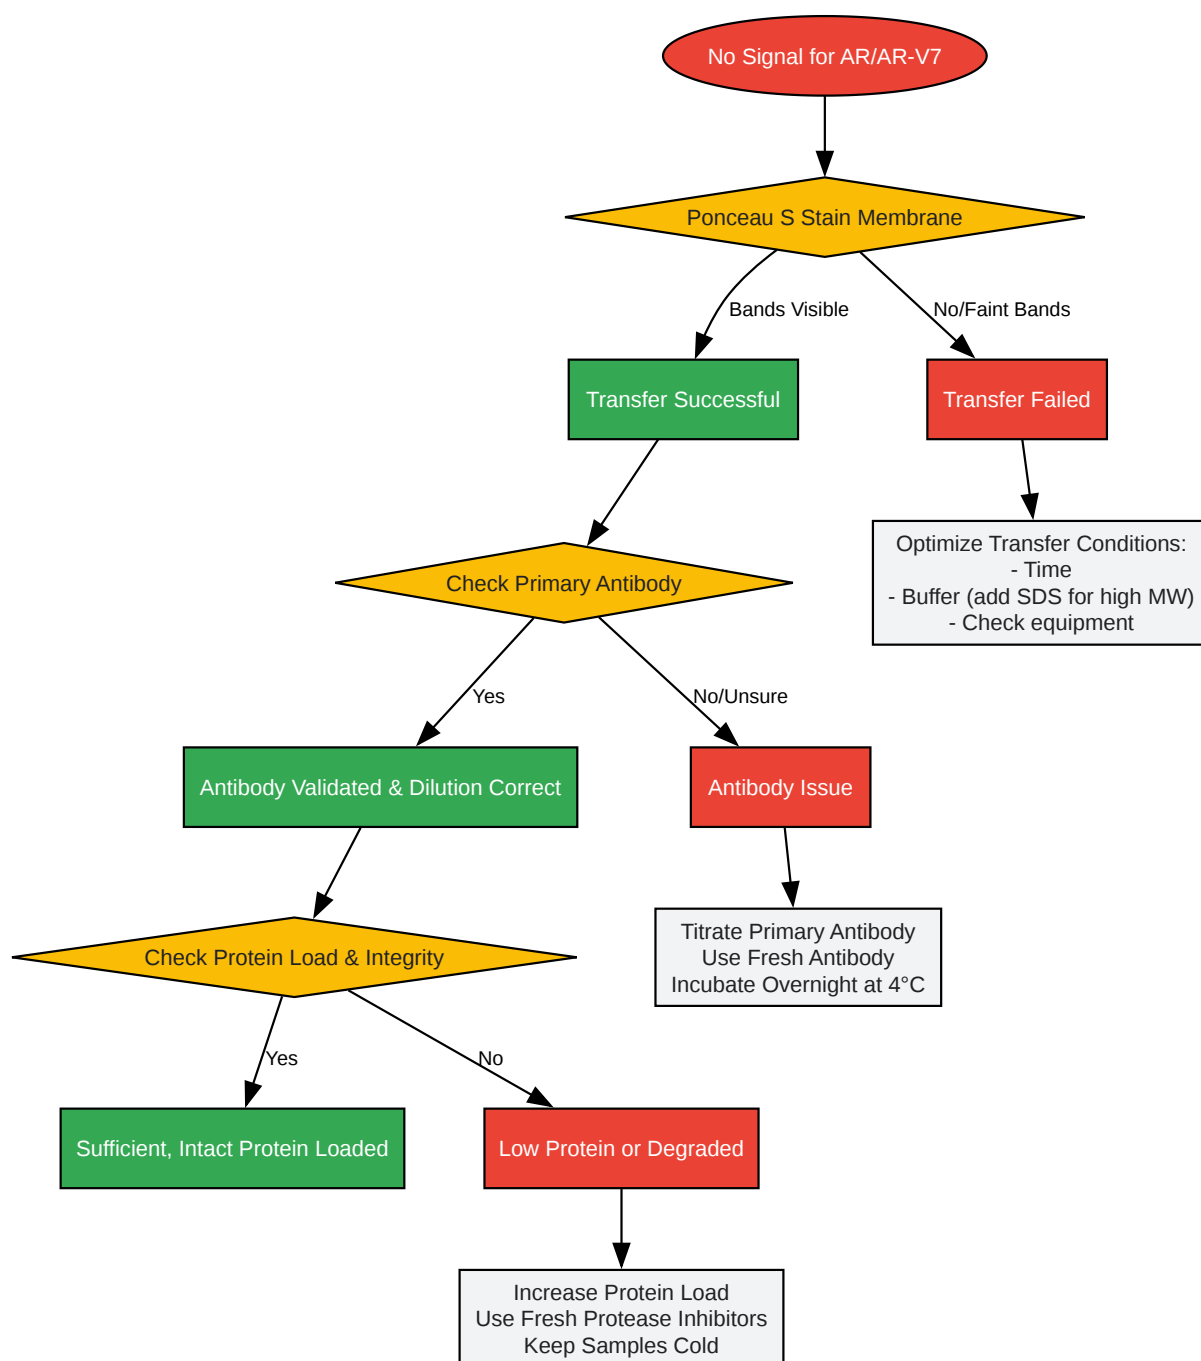 No Signal for AR/AR-V7
Ponceau S Stain Membrane
Bands Visible
No/Faint Bands
Transfer Successful
Transfer Failed
Optimize Transfer Conditions:
- Time
- Buffer (add SDS for high MW)
- Check equipment
Check Primary Antibody
Yes
No/Unsure
Antibody Validated & Dilution Correct
Antibody Issue
Titrate Primary Antibody
Use Fresh Antibody
Incubate Overnight at 4°C
Check Protein Load & Integrity
Yes
No
Sufficient, Intact Protein Loaded
Low Protein or Degraded
Increase Protein Load
Use Fresh Protease Inhibitors
Keep Samples Cold